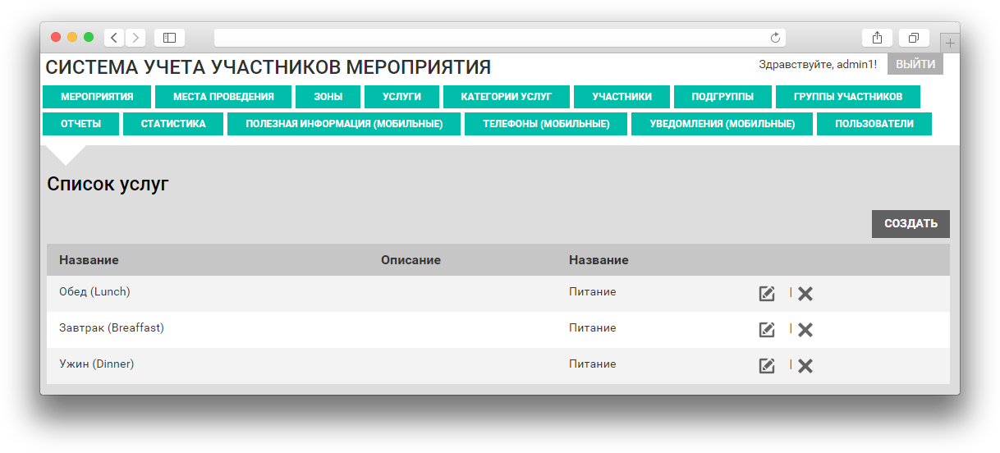 СИСТЕМА УЧЕТА УЧАСТНИКОВ МЕРОПРИЯТИЯ
Здравствуйте, admin1! ВЫЙТИ
МЕРОПРИЯТИЯ МЕСТА ПРОВЕДЕНИЯ ЗОНЫ УСЛУГИ КАТЕГОРИИ УСЛУГ УЧАСТНИКИ ПОДГРУППЫ ГРУППЫ УЧАСТНИКОВ
ОТЧЕТЫ СТАТИСТИКА ПОЛЕЗНАЯ ИНФОРМАЦИЯ (МОБИЛЬНЫЕ) ТЕЛЕФОНЫ (МОБИЛЬНЫЕ) УВЕДОМЛЕНИЯ (МОБИЛЬНЫЕ) ПОЛЬЗОВАТЕЛИ
Список услуг
СОЗДАТЬ
Название Описание Название
Обед (Lunch) Питание |
Завтрак (Breaffast) Питание |
Ужин (Dinner) Питание |